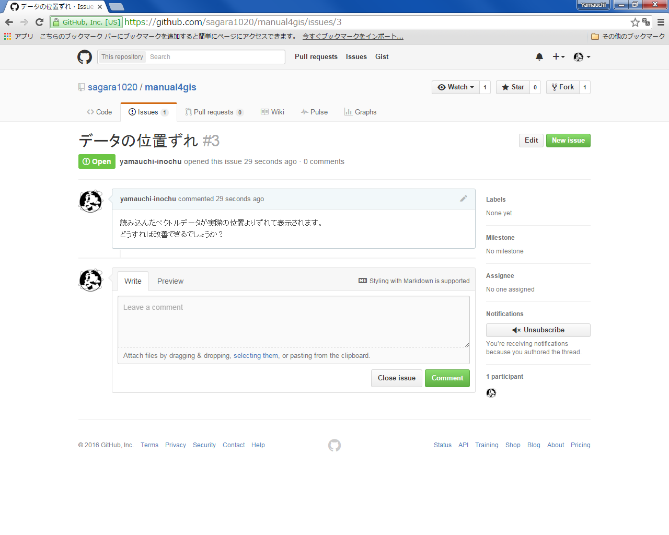 データの位置ずれ · Issue
Yamauchi
GitHub, Inc. [US] https://github.com/sagara1020/manual4gis/issues/3
アプリ こちらのブックマーク バーにブックマークを追加すると簡単にページにアクセスできます。 今すぐブックマークをインポート... その他のブックマーク
This repository Search Pull requests Issues Gist
sagara1020 / manual4gis Watch 1 Star 0 Fork 1
Code Issues 1 Pull requests 0 Wiki Pulse Graphs
データの位置ずれ #3 Edit New issue
Open yamauchi-inochu opened this issue 29 seconds ago · 0 comments
yamauchi-inochu commented 29 seconds ago
読み込んだベクトルデータが実際の位置よりずれて表示されます。
どうすれば改善できるでしょうか?
Labels
None yet
Milestone
No milestone
Assignee
No one assigned
Notifications
Unsubscribe
You're receiving notifications
because you authored the thread.
1 participant
Write Preview Styling with Markdown is supported
Leave a comment
Attach files by dragging & dropping, selecting them, or pasting from the clipboard.
Close issue Comment
© 2016 GitHub, Inc. Terms Privacy Security Contact Help Status API Training Shop Blog About Pricing